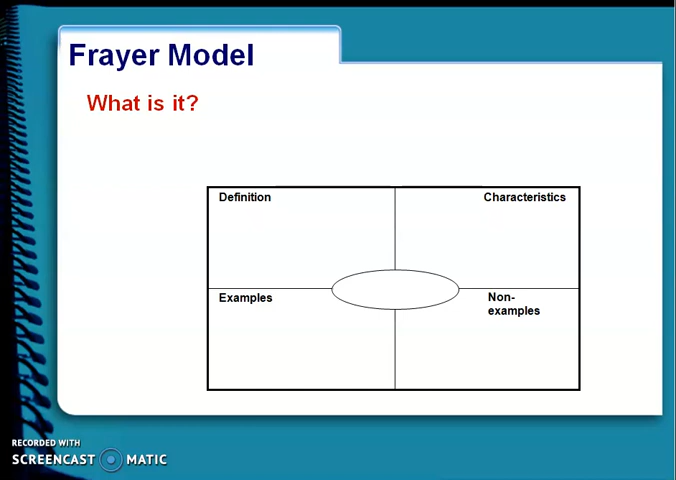 Frayer Model
What is it?
Definition
Characteristics
Examples
Non-
examples
RECORDED WITH
SCREENCAST MATIC